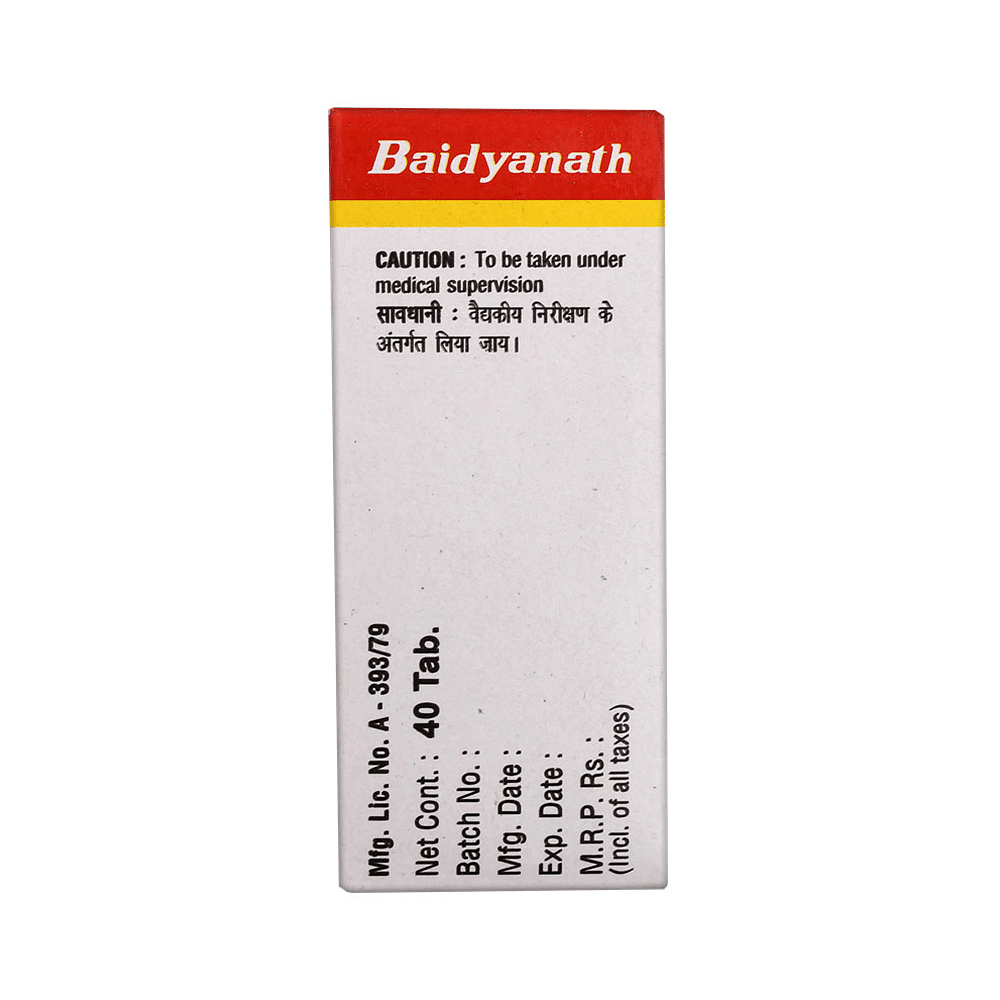 Baidyanath
CAUTION : To be taken under
medical supervision
सावधानी : वैद्यकीय निरीक्षण के
अंतर्गत लिया जाय।
Mfg. Lic. No. A - 393/79
Net Cont. : 40 Tab.
Batch No. :
Mfg. Date :
Exp. Date :
M.R.P. Rs. :
(Incl. of all taxes)